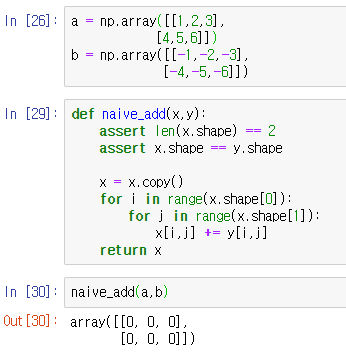 In [26]: a = np.array([[1,2,3],
[4,5,6]])
b = np.array([[-1,-2,-3],
[-4,-5,-6]])
In [29]: def naive_add(x,y):
assert len(x.shape) == 2
assert x.shape == y.shape
x = x.copy()
for i in range(x.shape[0]):
for j in range(x.shape[1]):
x[i,j] += y[i,j]
return x
In [30]: naive_add(a,b)
Out[30]: array([[0, 0, 0],
[0, 0, 0]])